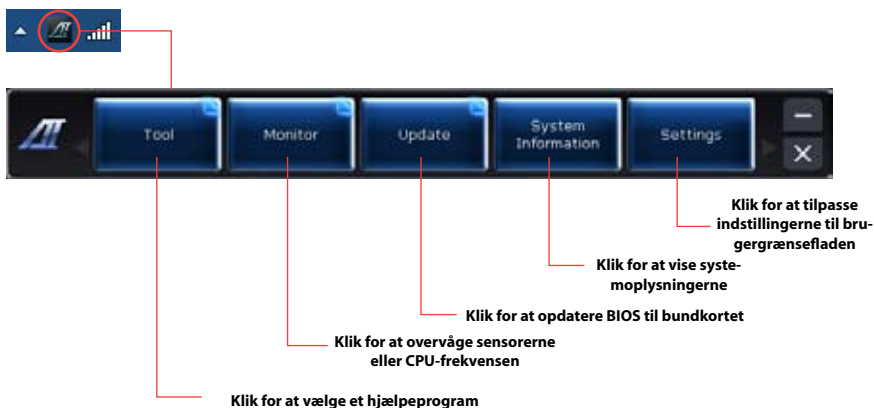 Tool
Monitor
Update
System
Information
Settings
Klik for at tilpasse
indstillingerne til bru-
gergrænsefladen
Klik for at vise syste-
moplysningerne
Klik for at opdatere BIOS til bundkortet
Klik for at overvåge sensorerne
eller CPU-frekvensen
Klik for at vælge et hjælpeprogram